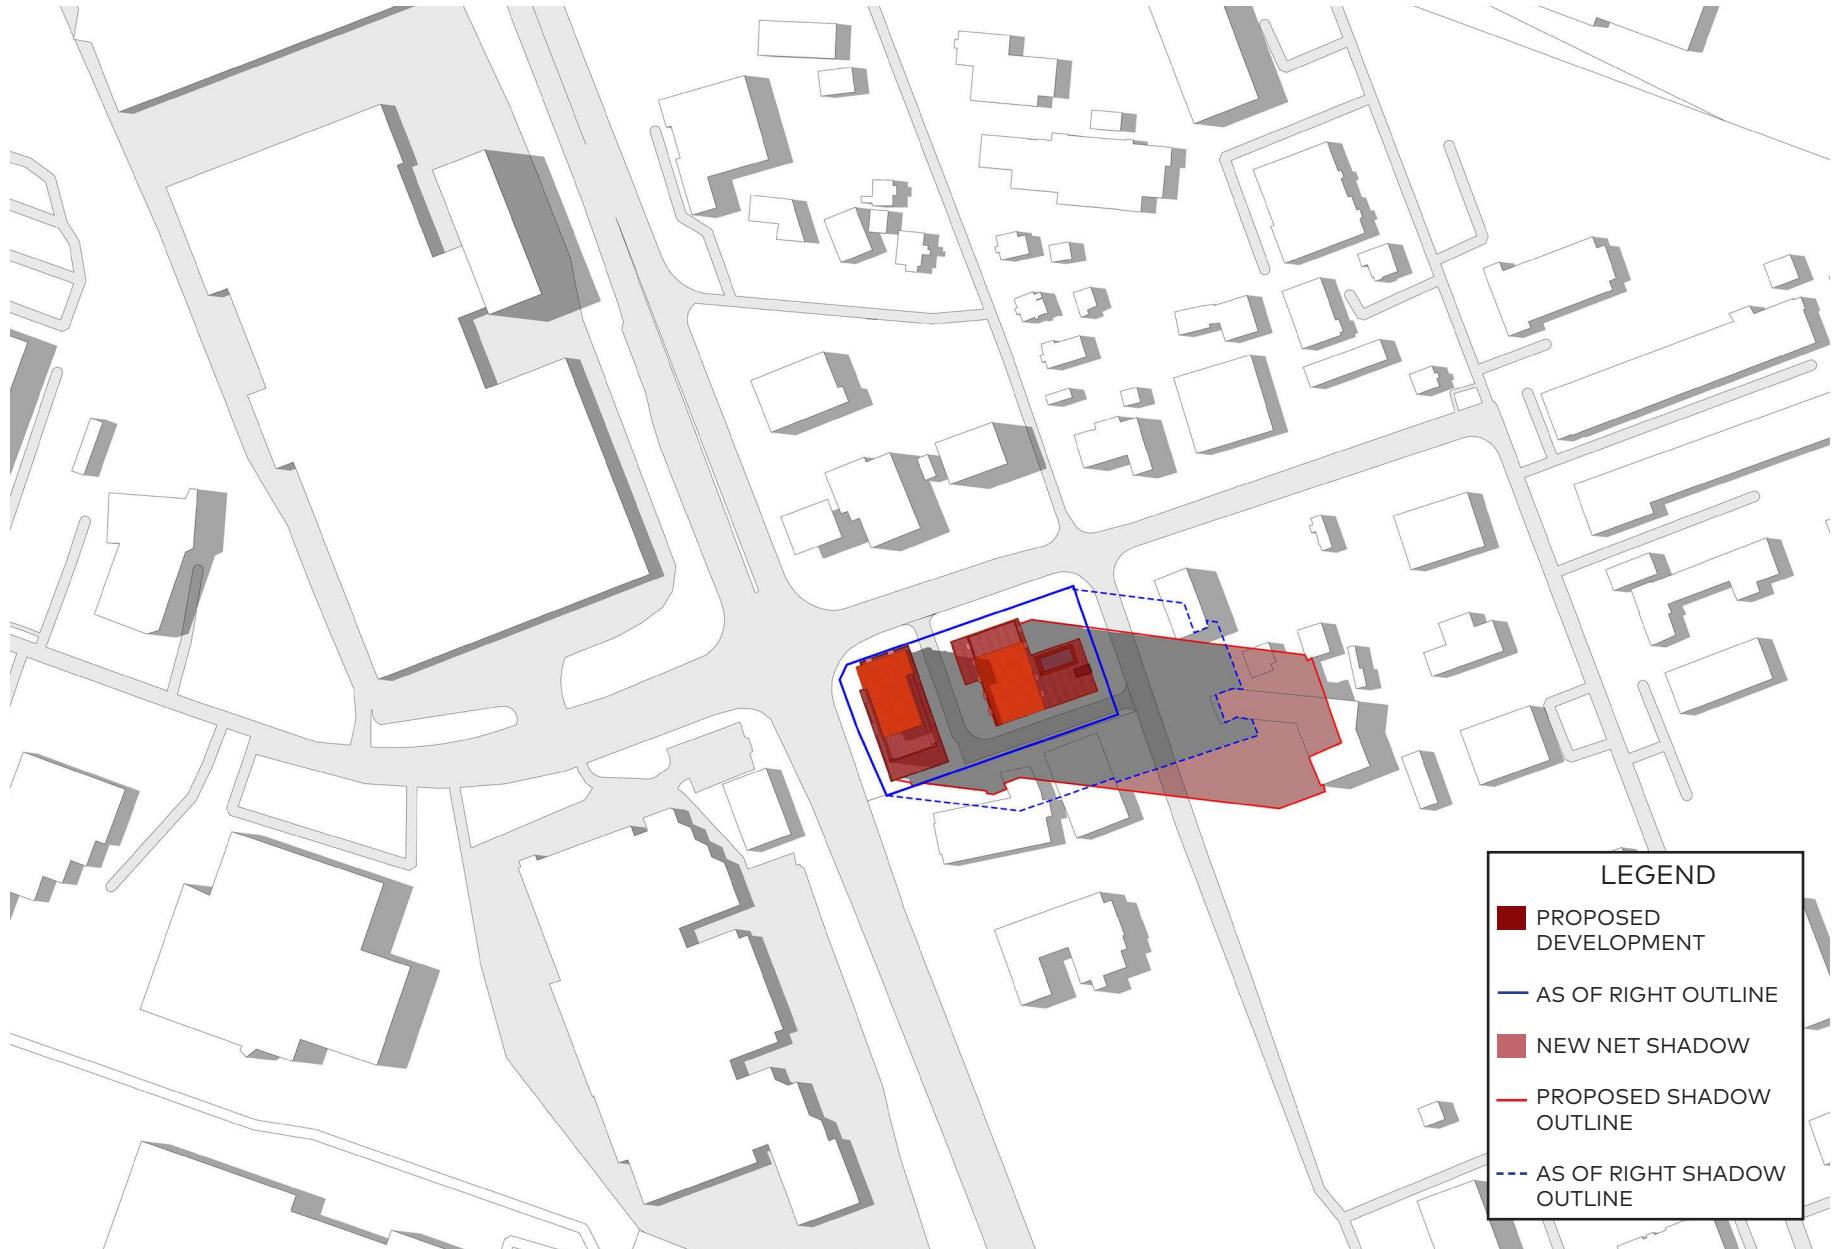 LEGEND
PROPOSED
DEVELOPMENT
AS OF RIGHT OUTLINE
NEW NET SHADOW
PROPOSED SHADOW
OUTLINE
AS OF RIGHT SHADOW
OUTLINE